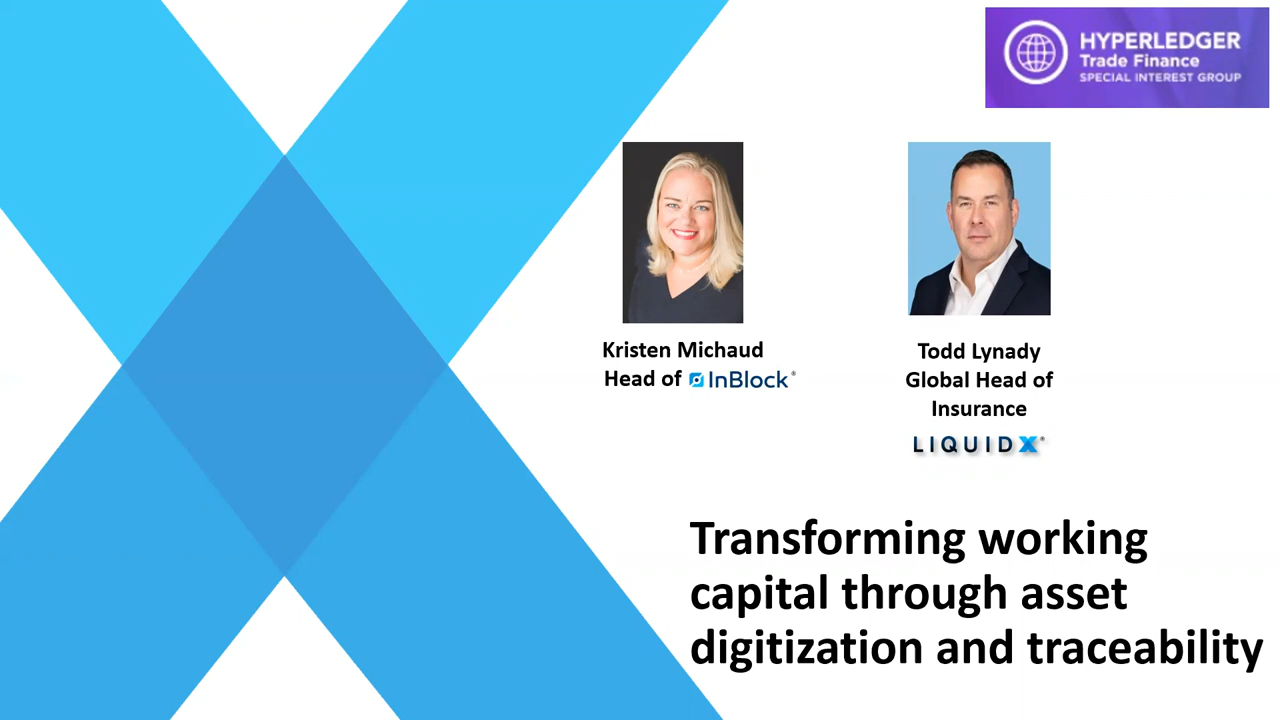 HYPERLEDGER
Trade Finance
SPECIAL INTEREST GROUP
Kristen Michaud
Head of InBlock®
Todd Lynady
Global Head of
Insurance
LIQUIDX®
Transforming working
capital through asset
digitization and traceability